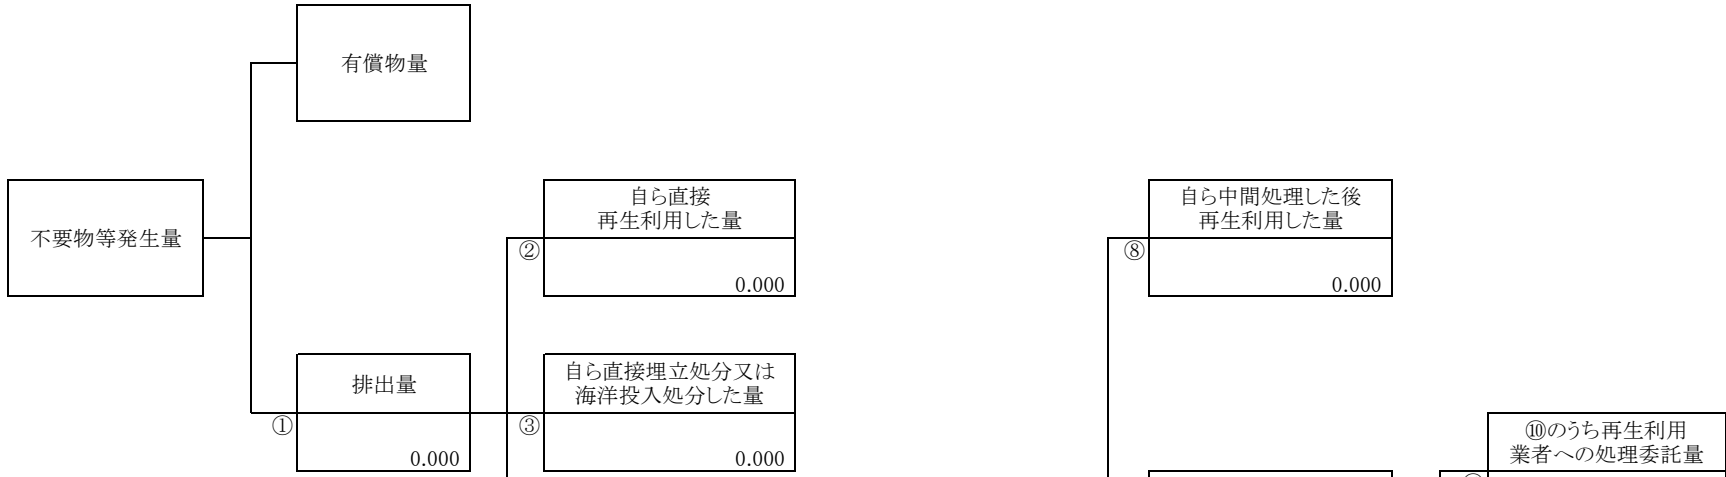 有償物量
不要物等発生量
自ら直接
再生利用した量
②
0.000
自ら中間処理した後
再生利用した量
⑧
0.000
排出量
①
0.000
自ら直接埋立処分又は
海洋投入処分した量
③
0.000
⑩のうち再生利用
業者への処理委託量